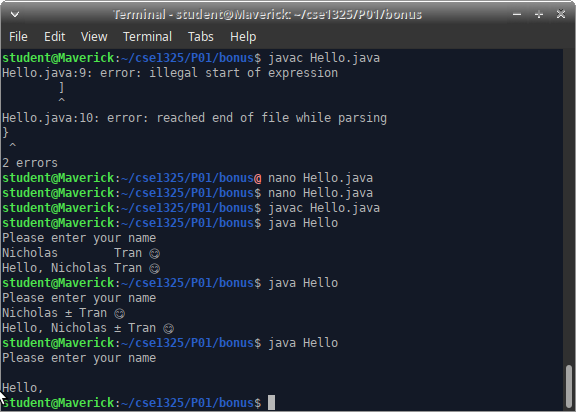 Terminal - student@Maverick: ~/cse1325/P01/bonus
File Edit View Terminal Tabs Help
student@Maverick:~/cse1325/P01/bonus$ javac Hello.java
Hello.java:9: error: illegal start of expression
        ]
        ^
Hello.java:10: error: reached end of file while parsing
}
 ^
2 errors
student@Maverick:~/cse1325/P01/bonus@ nano Hello.java
student@Maverick:~/cse1325/P01/bonus$ nano Hello.java
student@Maverick:~/cse1325/P01/bonus$ javac Hello.java
student@Maverick:~/cse1325/P01/bonus$ java Hello
Please enter your name
Nicholas        Tran 😋
Hello, Nicholas Tran 😋
student@Maverick:~/cse1325/P01/bonus$ java Hello
Please enter your name
Nicholas ± Tran 😋
Hello, Nicholas ± Tran 😋
student@Maverick:~/cse1325/P01/bonus$ java Hello
Please enter your name
Hello,
student@Maverick:~/cse1325/P01/bonus$